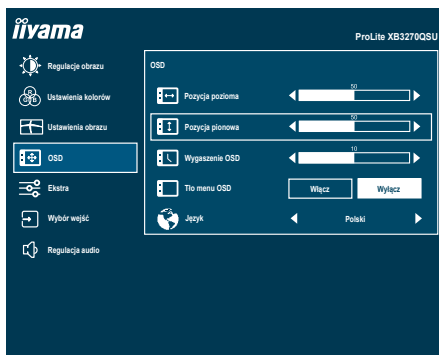 iiyama
ProLite XB3270QSU
Regulacje obrazu
Ustawienia kolorów
Ustawienia obrazu
OSD
Ekstra
Wybór wejść
Regulacja audio
OSD
Pozycja pozioma
50
Pozycja pionowa
50
Wygaszenie OSD
10
Tło menu OSD
Włącz
Wyłącz
Język
Polski